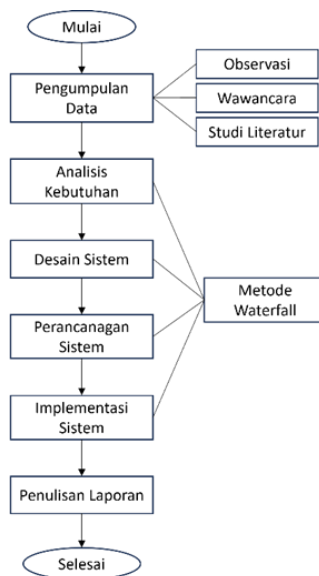 Mulai
Pengumpulan
Data
Observasi
Wawancara
Studi Literatur
Analisis
Kebutuhan
Desain Sistem
Metode
Waterfall
Perancanagan
Sistem
Implementasi
Sistem
Penulisan Laporan
Selesai